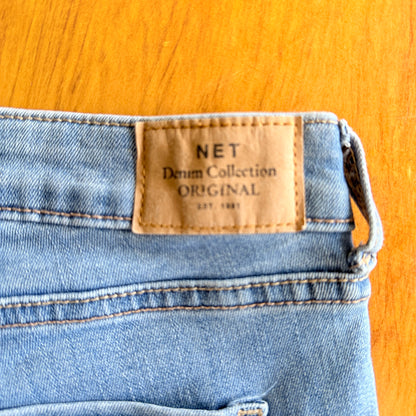 NET
Denim Collection
ORIGINAL
EST. 1981